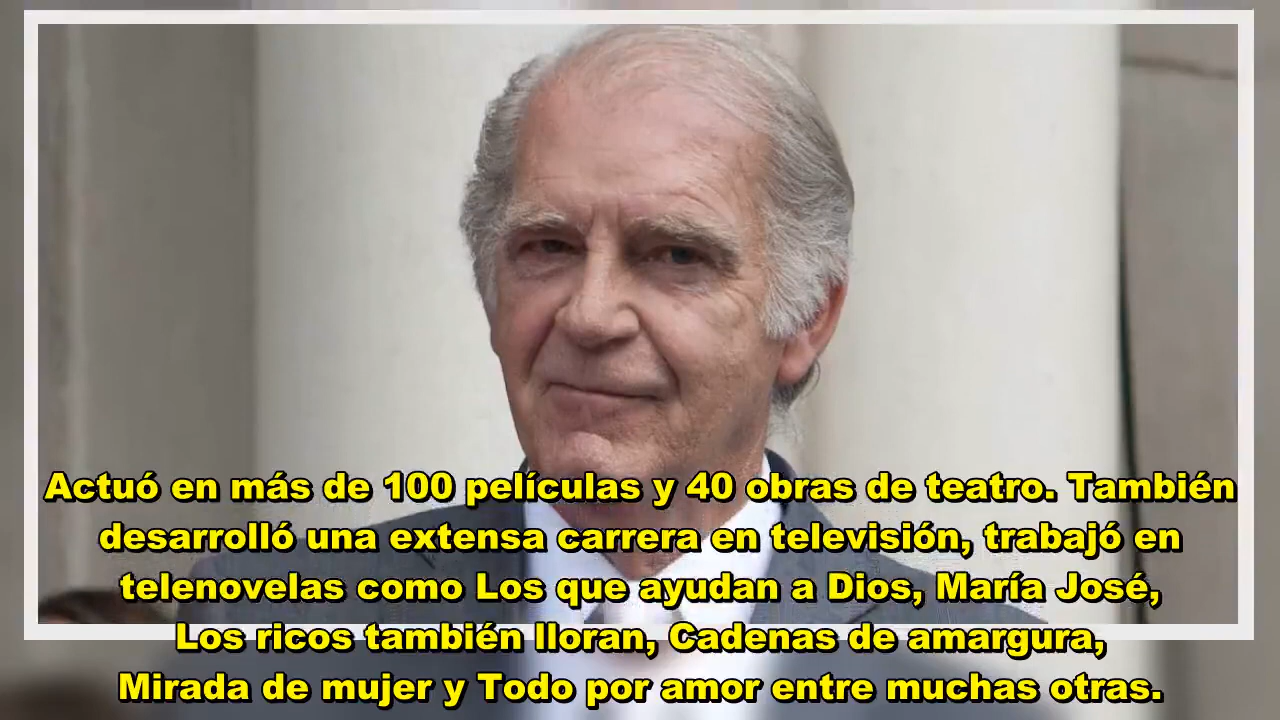 Actuó en más de 100 películas y 40 obras de teatro. También
desarrolló una extensa carrera en televisión, trabajó en
telenovelas como Los que ayudan a Dios, María José,
Los ricos también lloran, Cadenas de amargura,
Mirada de mujer y Todo por amor entre muchas otras.